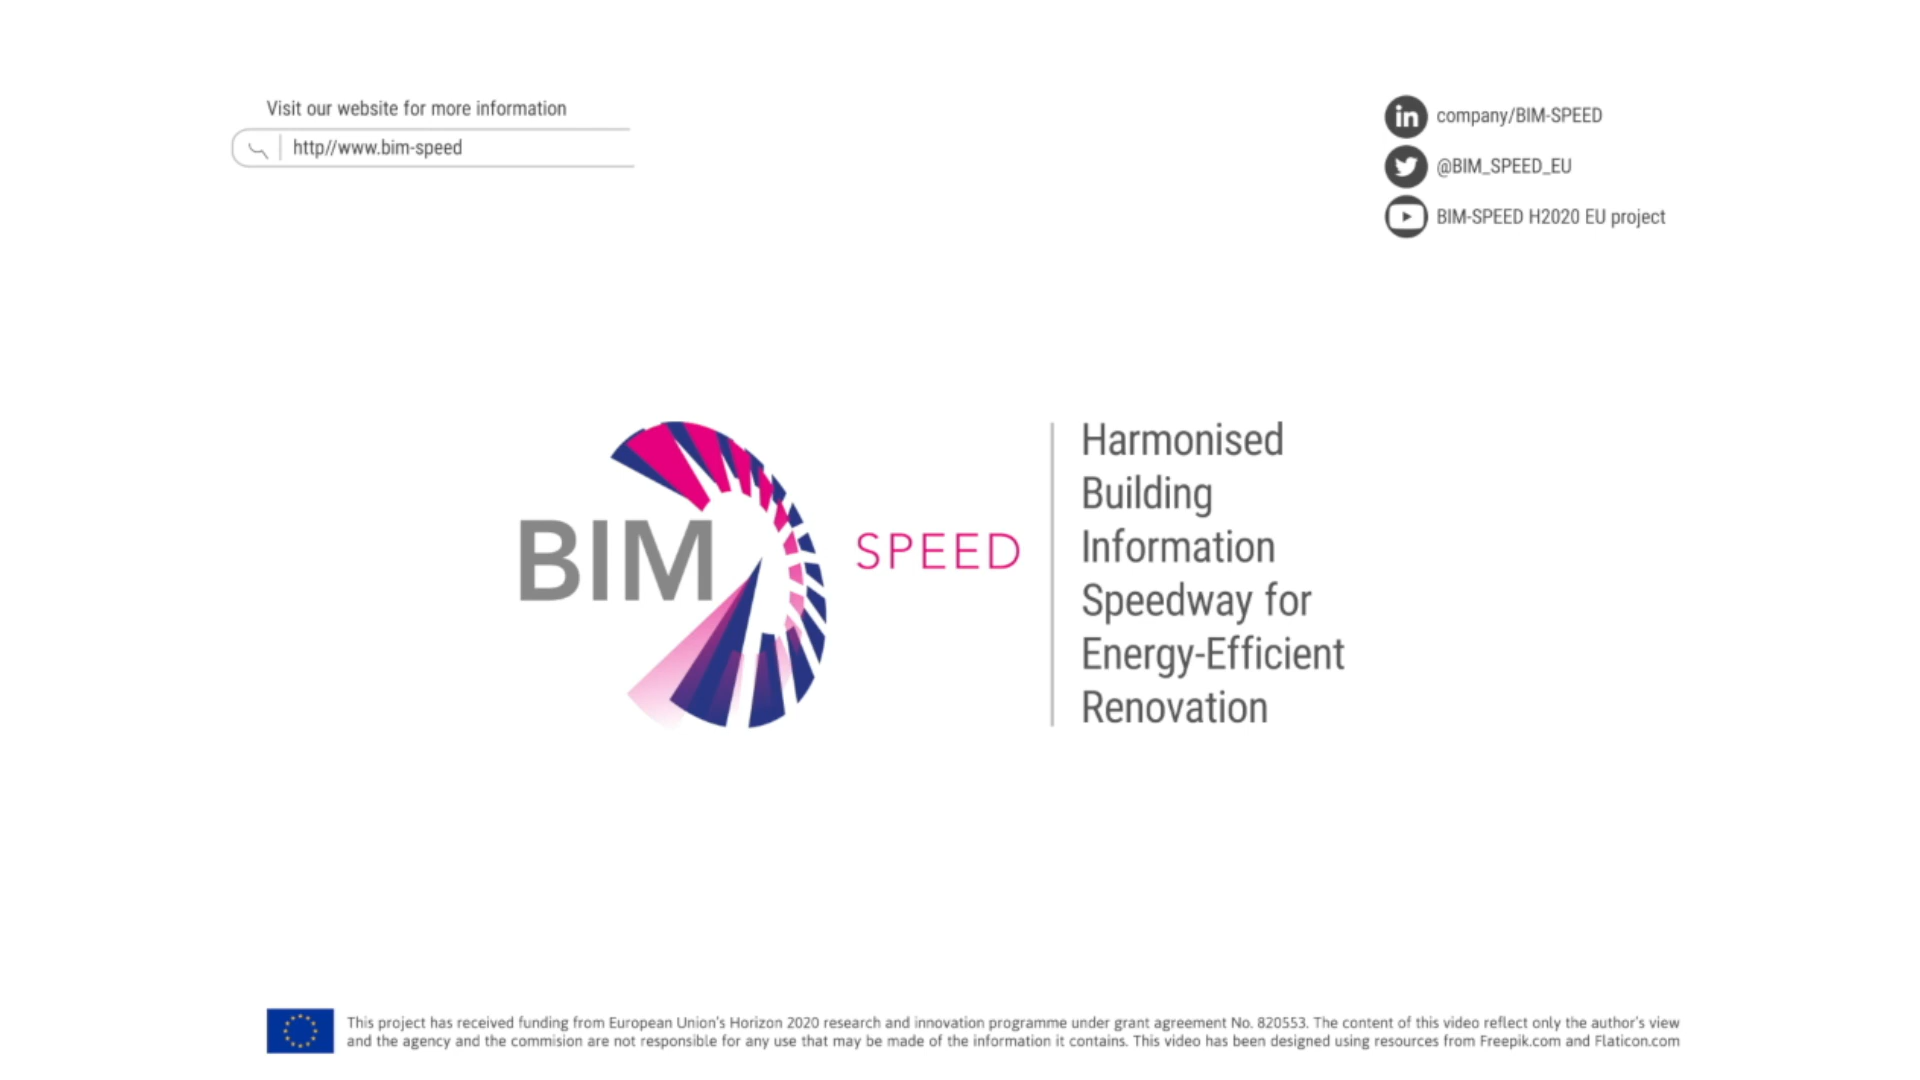 Visit our website for more information
http//www.bim-speed
company/BIM-SPEED
@BIM_SPEED_EU
BIM-SPEED H2020 EU project
BIM SPEED
Harmonised
Building
Information
Speedway for
Energy-Efficient
Renovation
This project has received funding from European Union's Horizon 2020 research and innovation programme under grant agreement No. 820553. The content of this video reflect only the author's view
and the agency and the commision are not responsible for any use that may be made of the information it contains. This video has been designed using resources from Freepik.com and Flaticon.com